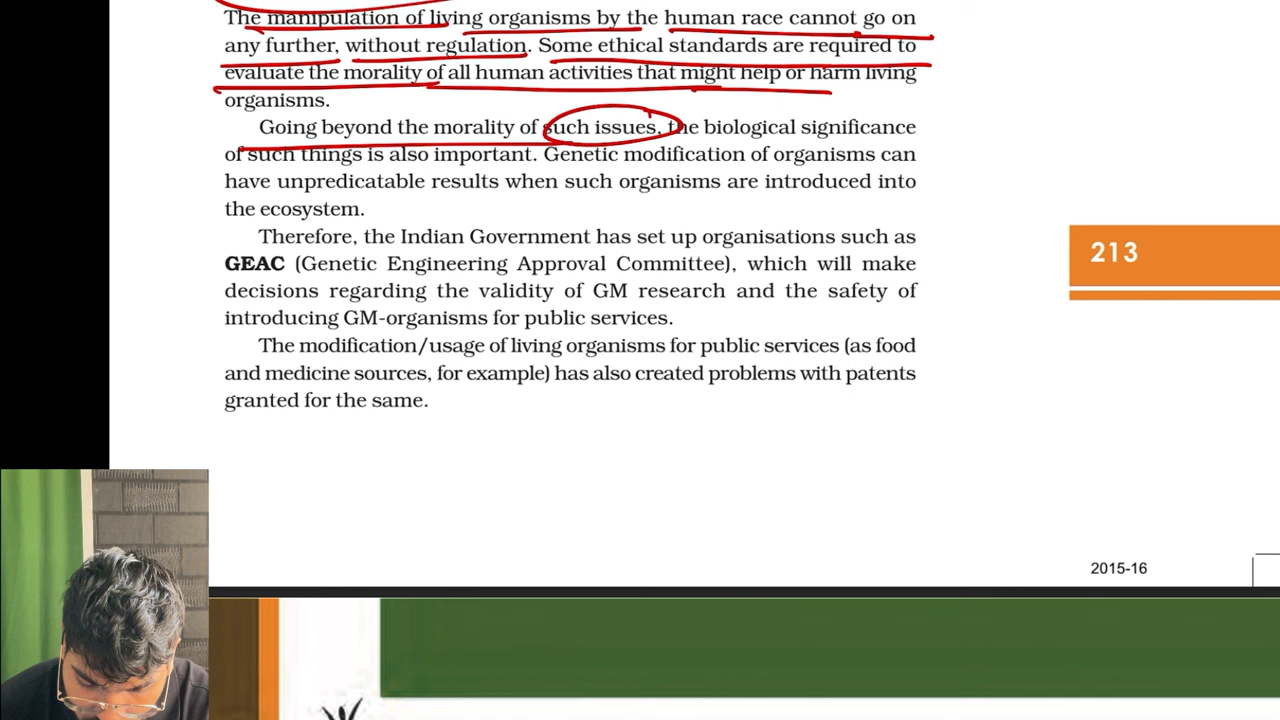 The manipulation of living organisms by the human race cannot go on
any further, without regulation. Some ethical standards are required to
evaluate the morality of all human activities that might help or harm living
organisms.
Going beyond the morality of such issues, the biological significance
of such things is also important. Genetic modification of organisms can
have unpredicatable results when such organisms are introduced into
the ecosystem.
Therefore, the Indian Government has set up organisations such as
GEAC (Genetic Engineering Approval Committee), which will make
decisions regarding the validity of GM research and the safety of
introducing GM-organisms for public services.
The modification/usage of living organisms for public services (as food
and medicine sources, for example) has also created problems with patents
granted for the same.
213
2015-16